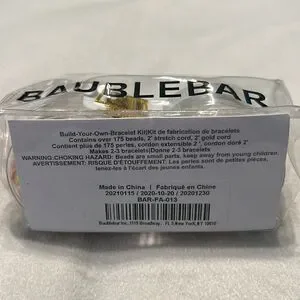 BAUBLEBAR
Build-Your-Own-Bracelet Kit|Kit de fabrication de bracelets
Contains over 175 beads, 2' stretch cord, 2' gold cord
Contient plus de 175 perles, cordon extensible 2 ', cordon doré 2'
Makes 2-3 bracelets|Donne 2-3 bracelets
WARNING:CHOKING HAZARD: Beads are small parts, keep away from young children.
AVERTISSEMENT: RISQUE D'ÉTOUFFEMENT: Les perles sont de petites pièces.
tenez-les à l'écart des jeunes enfants.
Made in China | Fabriqué en Chine
20210115 / 2020-10-20 / 20201230
BAR-FA-013
Baublebar Inc. 1115 Broadway, FL 5 New York, NY 10010